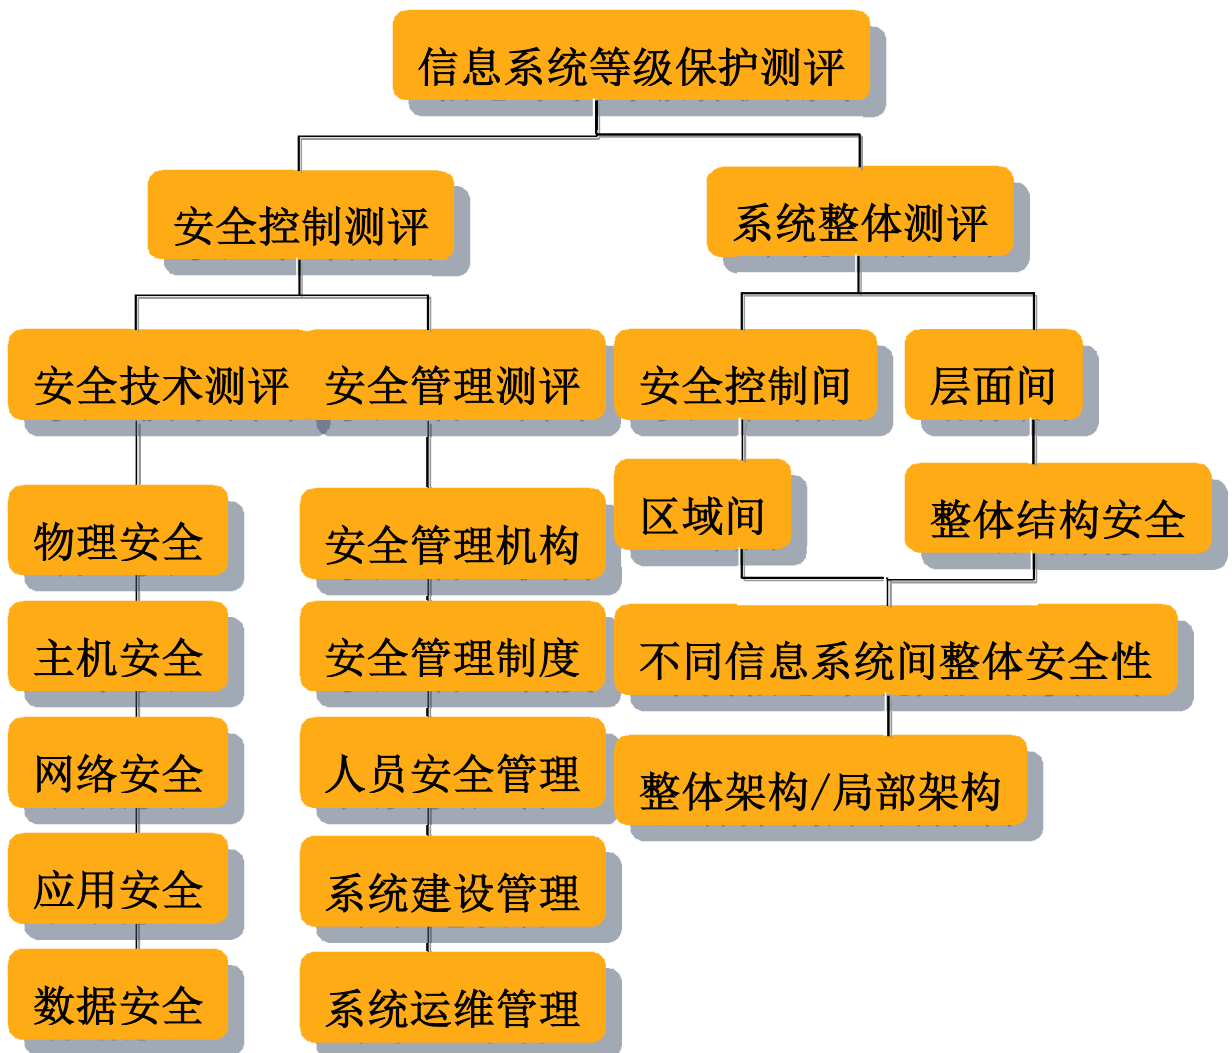 信息系统等级保护测评
安全控制测评
系统整体测评
安全技术测评
安全管理测评
安全控制间
层面间
区域间
整体结构安全
物理安全
安全管理机构
主机安全
安全管理制度
不同信息系统间整体安全性
网络安全
人员安全管理
整体架构/局部架构
应用安全
系统建设管理
数据安全
系统运维管理